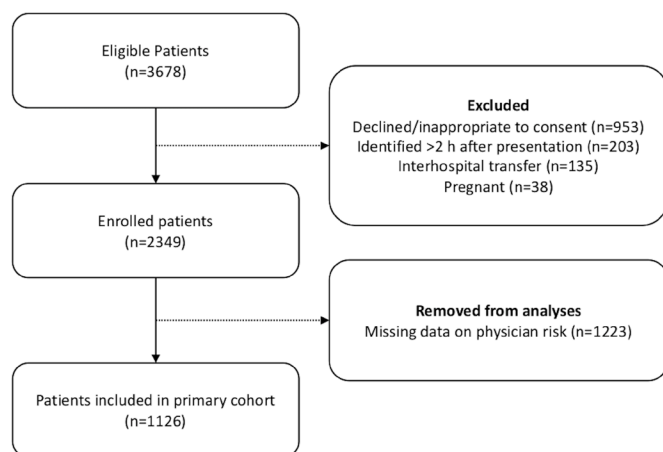 Eligible Patients
(n=3678)
Excluded
Declined/inappropriate to consent (n=953)
Identified >2 h after presentation (n=203)
Interhospital transfer (n=135)
Pregnant (n=38)
Enrolled patients
(n=2349)
Removed from analyses
Missing data on physician risk (n=1223)
Patients included in primary cohort
(n=1126)